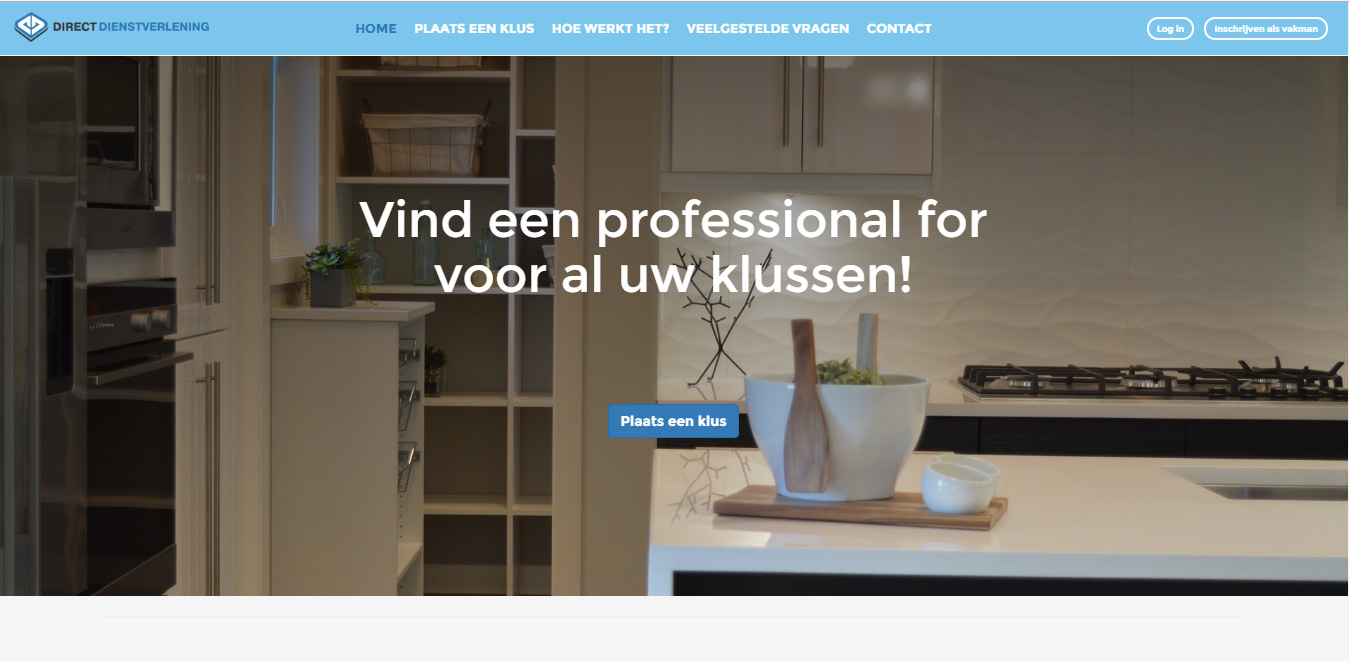 DIRECT DIENSTVERLENING
HOME PLAATS EEN KLUS HOE WERKT HET? VEELGESTELDE VRAGEN CONTACT
Log in Inschrijven als vakman
Vind een professional for
voor al uw klussen!
Plaats een klus